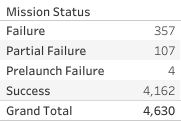 Mission Status
Failure 357
Partial Failure 107
Prelaunch Failure 4
Success 4,162
Grand Total 4,630